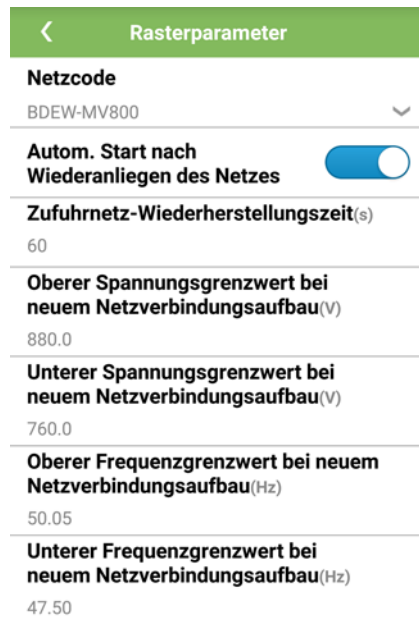 Rasterparameter
Netzcode
BDEW-MV800
Autom. Start nach
Wiederanliegen des Netzes
Zufuhrnetz-Wiederherstellungszeit(s)
60
Oberer Spannungsgrenzwert bei
neuem Netzverbindungsaufbau(V)
880.0
Unterer Spannungsgrenzwert bei
neuem Netzverbindungsaufbau(V)
760.0
Oberer Frequenzgrenzwert bei neuem
Netzverbindungsaufbau(Hz)
50.05
Unterer Frequenzgrenzwert bei
neuem Netzverbindungsaufbau(Hz)
47.50